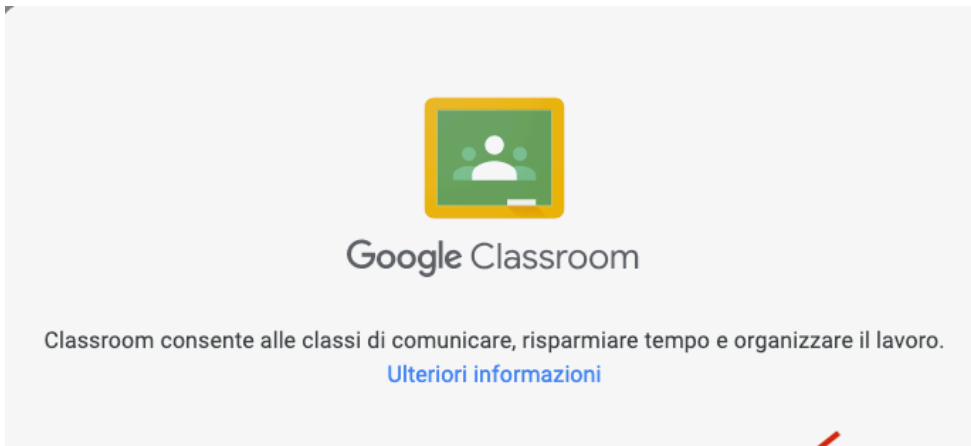 Google Classroom
Classroom consente alle classi di comunicare, risparmiare tempo e organizzare il lavoro.
Ulteriori informazioni